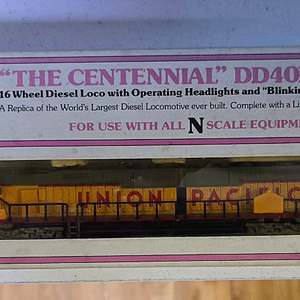 "THE CENTENNIAL" DD40
16 Wheel Diesel Loco with Operating Headlights and "Blinki
A Replica of the World's Largest Diesel Locomotive ever built. Complete with a Li
FOR USE WITH ALL N SCALE EQUIPME
UNION PACIFIC